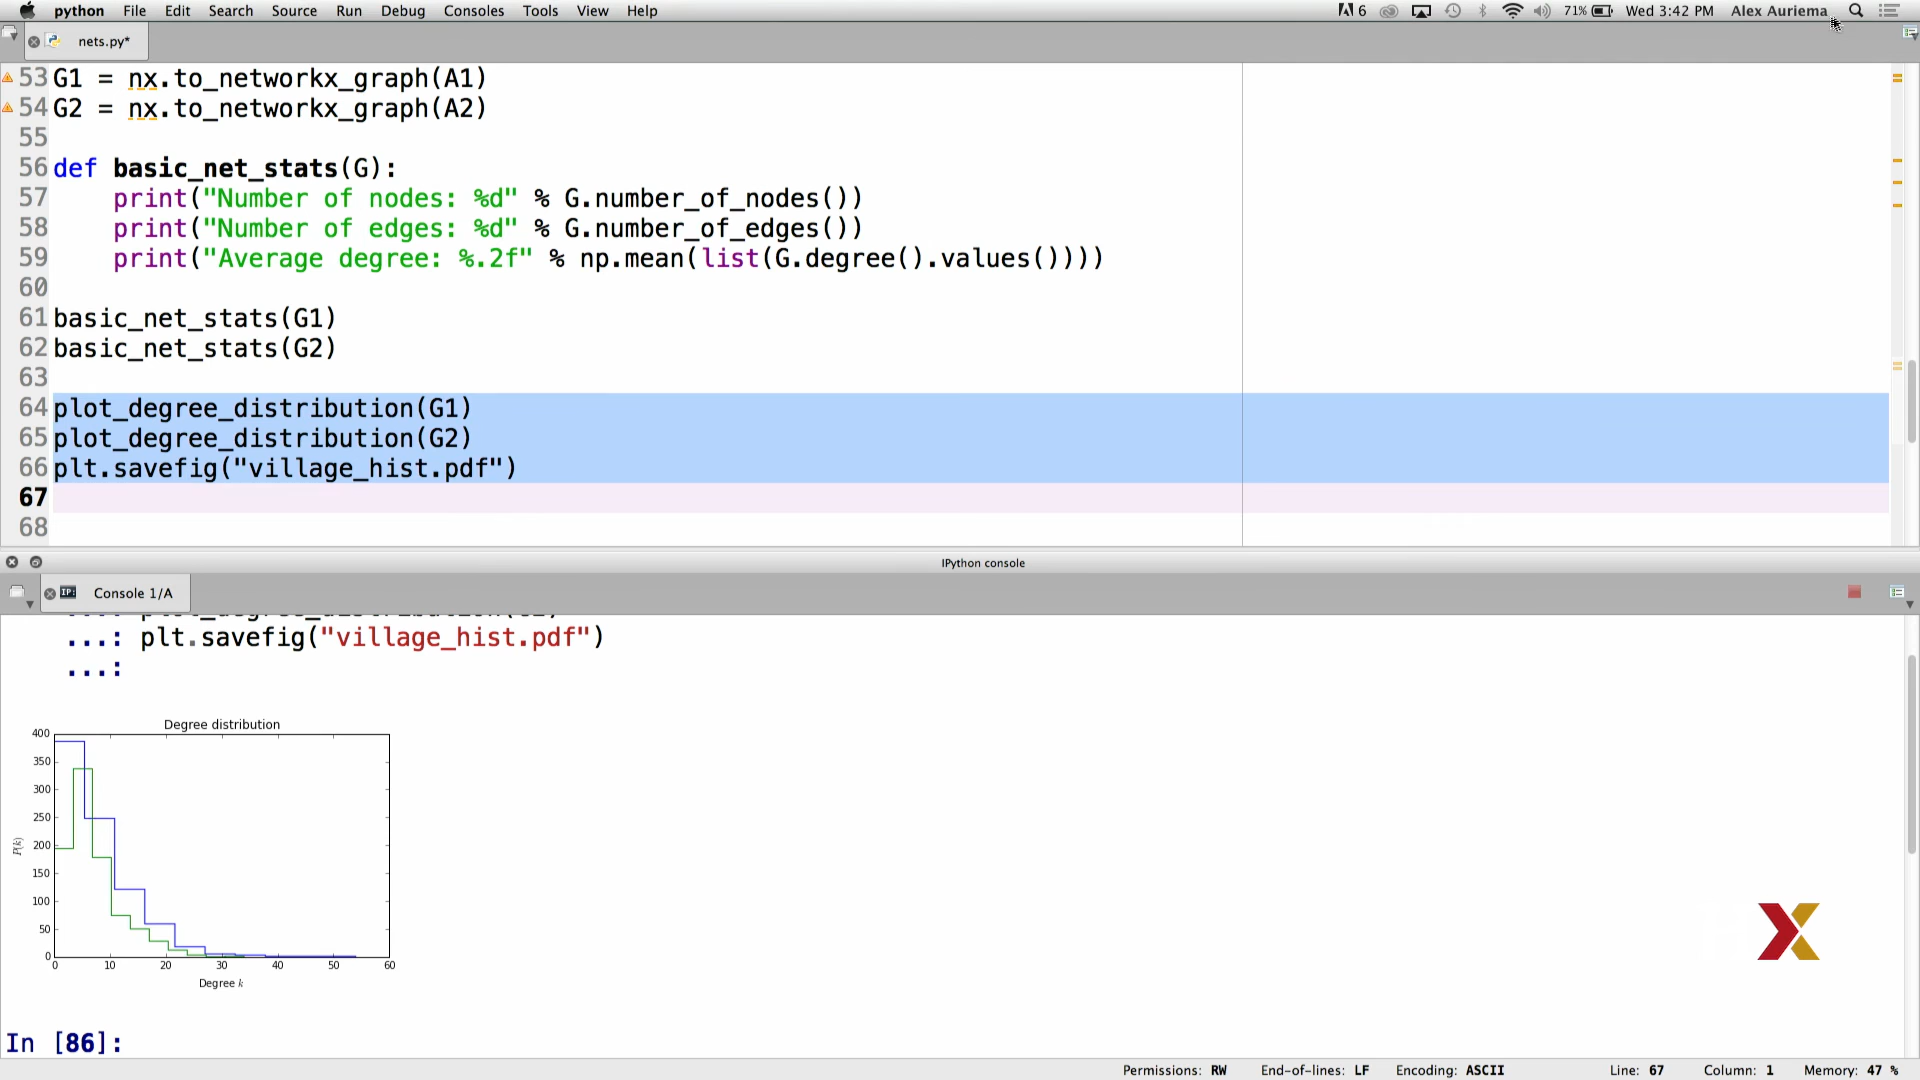 python File Edit Search Source Run Debug Consoles Tools View Help 6 71% Wed 3:42 PM Alex Auriema
nets.py*
53 G1 = nx.to_networkx_graph(A1)
54 G2 = nx.to_networkx_graph(A2)
55
56 def basic_net_stats(G):
57     print("Number of nodes: %d" % G.number_of_nodes())
58     print("Number of edges: %d" % G.number_of_edges())
59     print("Average degree: %.2f" % np.mean(list(G.degree().values())))
60
61 basic_net_stats(G1)
62 basic_net_stats(G2)
63
64 plot_degree_distribution(G1)
65 plot_degree_distribution(G2)
66 plt.savefig("village_hist.pdf")
67
68
IPython console
IP: Console 1/A
...: plt.savefig("village_hist.pdf")
...:
Degree distribution
400
350
300
250
200
150
100
50
0
P(k)
0 10 20 30 40 50 60
Degree k
X
In [86]:
Permissions: RW End-of-lines: LF Encoding: ASCII Line: 67 Column: 1 Memory: 47 %